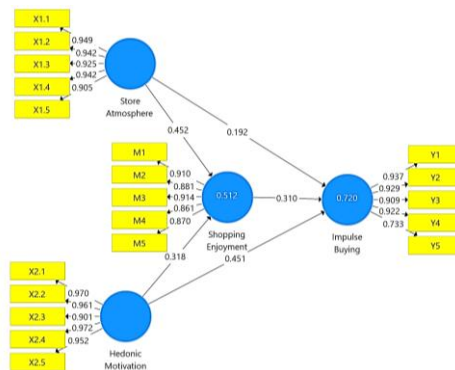 X1.1
X1.2
X1.3
X1.4
X1.5
0.949
0.942
0.925
0.942
0.905
Store
Atmosphere
0.452
0.192
M1
M2
M3
M4
M5
0.910
0.881
0.914
0.861
0.870
0.512
Shopping
Enjoyment
0.310
0.720
Impulse
Buying
0.937
0.929
0.909
0.922
0.733
Y1
Y2
Y3
Y4
Y5
0.318
0.451
X2.1
X2.2
X2.3
X2.4
X2.5
0.970
0.961
0.901
0.972
0.952
Hedonic
Motivation